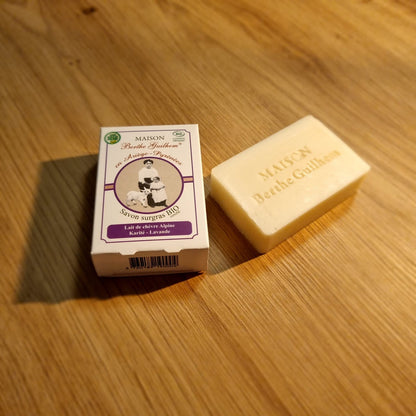 MAISON
Berthe Guilhem
en Ariège-Pyrénées
Savon surgras BIO
Lait de chèvre Alpine
Karité - Lavande
MAISON
Berthe Guilhem